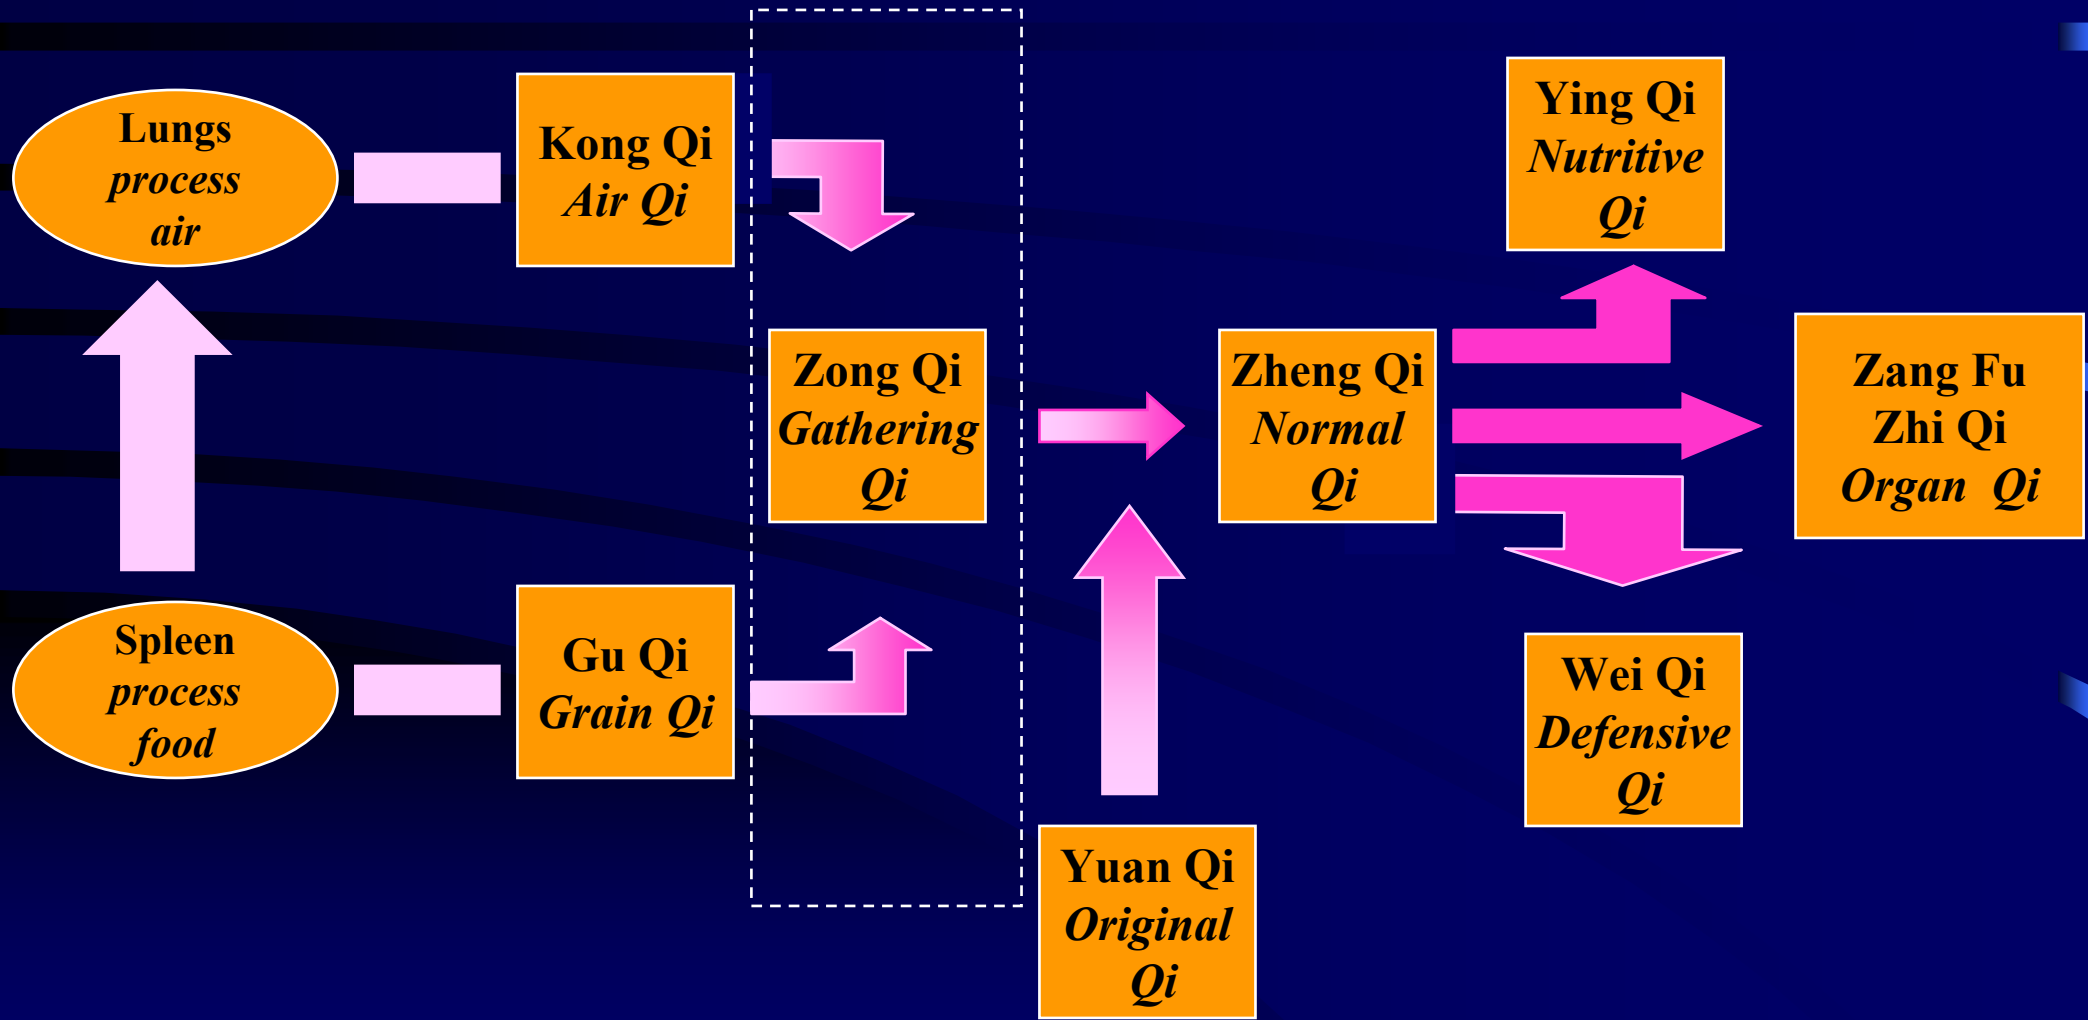 Lungs
process
air
Kong Qi
Air Qi
Ying Qi
Nutritive
Qi
Zong Qi
Gathering
Qi
Zheng Qi
Normal
Qi
Zang Fu
Zhi Qi
Organ Qi
Spleen
process
food
Gu Qi
Grain Qi
Wei Qi
Defensive
Qi
Yuan Qi
Original
Qi